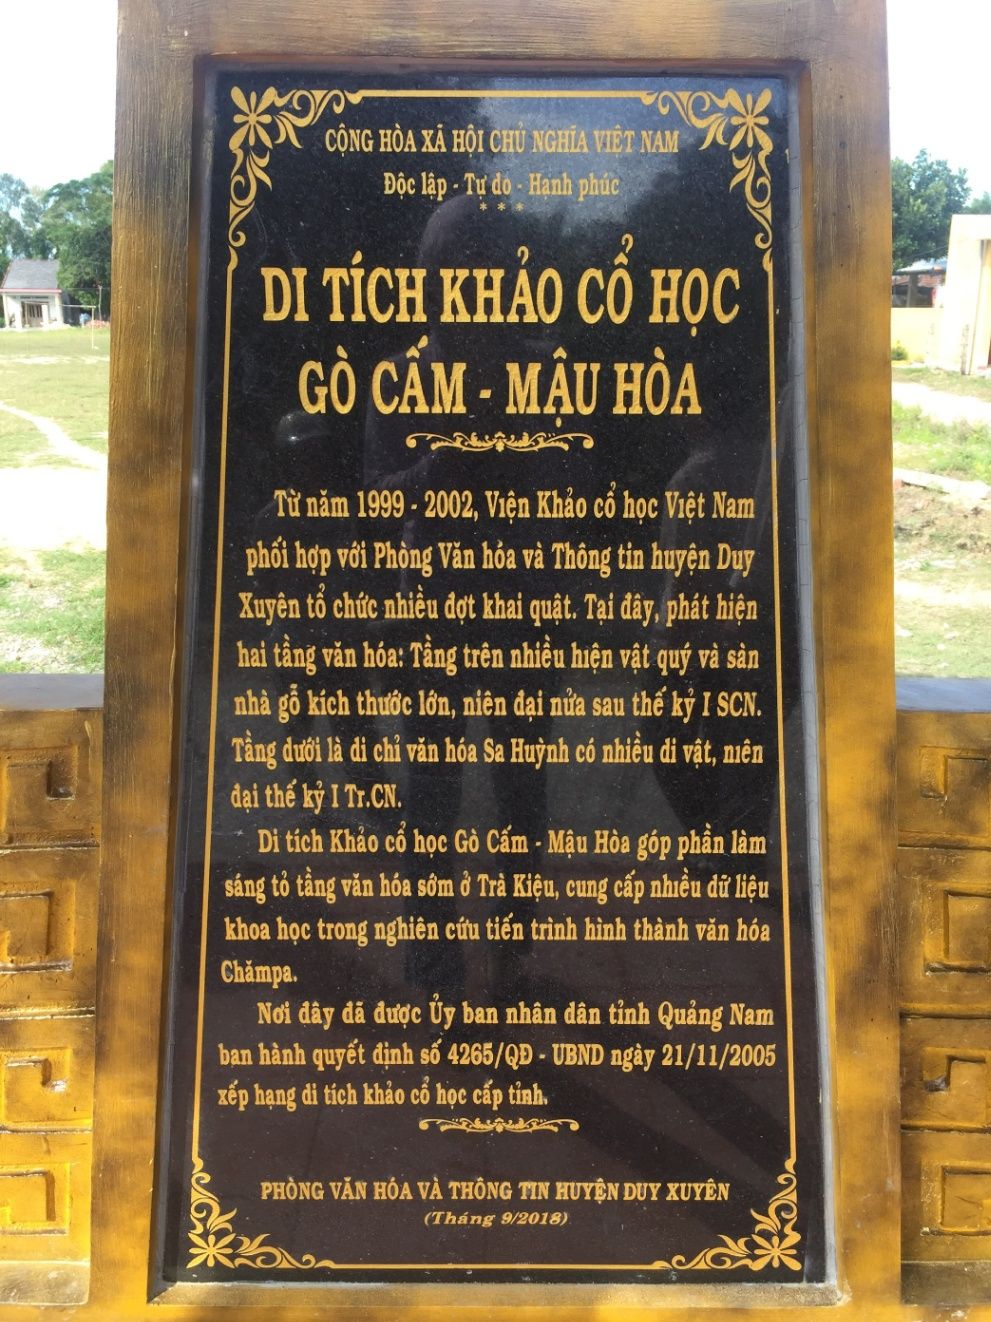 CỘNG HÒA XÃ HỘI CHỦ NGHĨA VIỆT NAM
Độc lập - Tự do - Hạnh phúc
***
DI TÍCH KHẢO CỔ HỌC
GÒ CẤM - MẬU HÒA
Từ năm 1999 - 2002, Viện Khảo cổ học Việt Nam
phối hợp với Phòng Văn hóa và Thông tin huyện Duy
Xuyên tổ chức nhiều đợt khai quật. Tại đây, phát hiện
hai tầng văn hóa: Tầng trên nhiều hiện vật quý và sàn
nhà gỗ kích thước lớn, niên đại nửa sau thế kỷ I SCN.
Tầng dưới là di chỉ văn hóa Sa Huỳnh có nhiều di vật, niên
đại thế kỷ I Tr.CN.
Di tích Khảo cổ học Gò Cấm - Mậu Hòa góp phần làm
sáng tỏ tầng văn hóa sớm ở Trà Kiệu, cung cấp nhiều dữ liệu
khoa học trong nghiên cứu tiến trình hình thành văn hóa
Chămpa.
Nơi đây đã được Ủy ban nhân dân tỉnh Quảng Nam
ban hành quyết định số 4265/QĐ - UBND ngày 21/11/2005
xếp hạng di tích khảo cổ học cấp tỉnh.
PHÒNG VĂN HÓA VÀ THÔNG TIN HUYỆN DUY XUYÊN
(Tháng 9/2018)